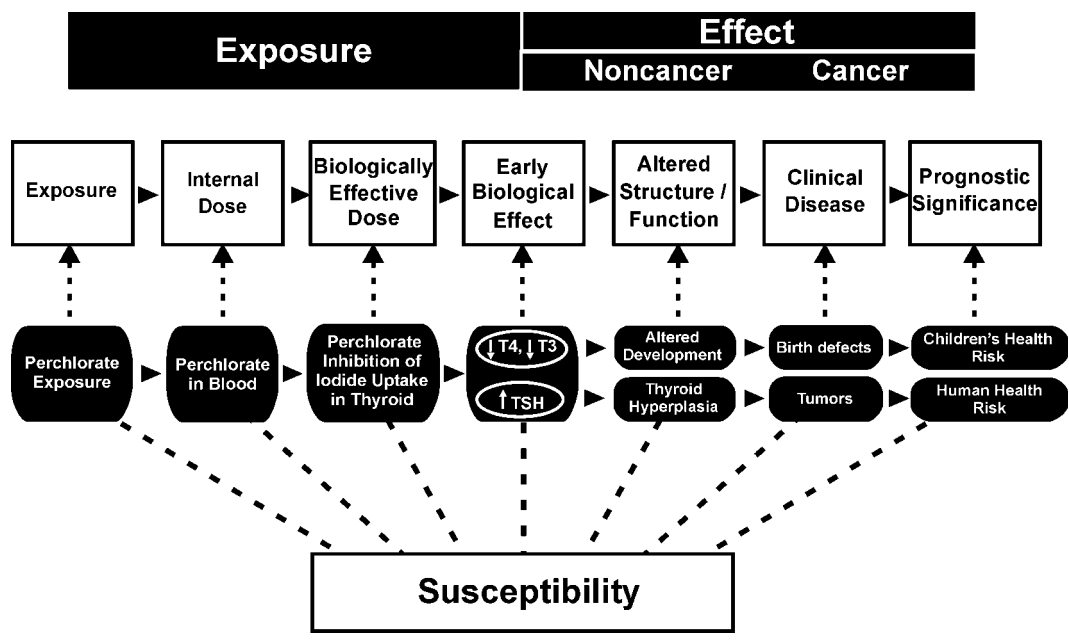 Exposure
Effect
Noncancer Cancer
Exposure
Internal
Dose
Biologically
Effective
Dose
Early
Biological
Effect
Altered
Structure /
Function
Clinical
Disease
Prognostic
Significance
Perchlorate
Exposure
Perchlorate
in Blood
Perchlorate
Inhibition of
Iodide Uptake
in Thyroid
↓T4, ↓T3
↑TSH
Altered
Development
Birth defects
Children's Health
Risk
Thyroid
Hyperplasia
Tumors
Human Health
Risk
Susceptibility